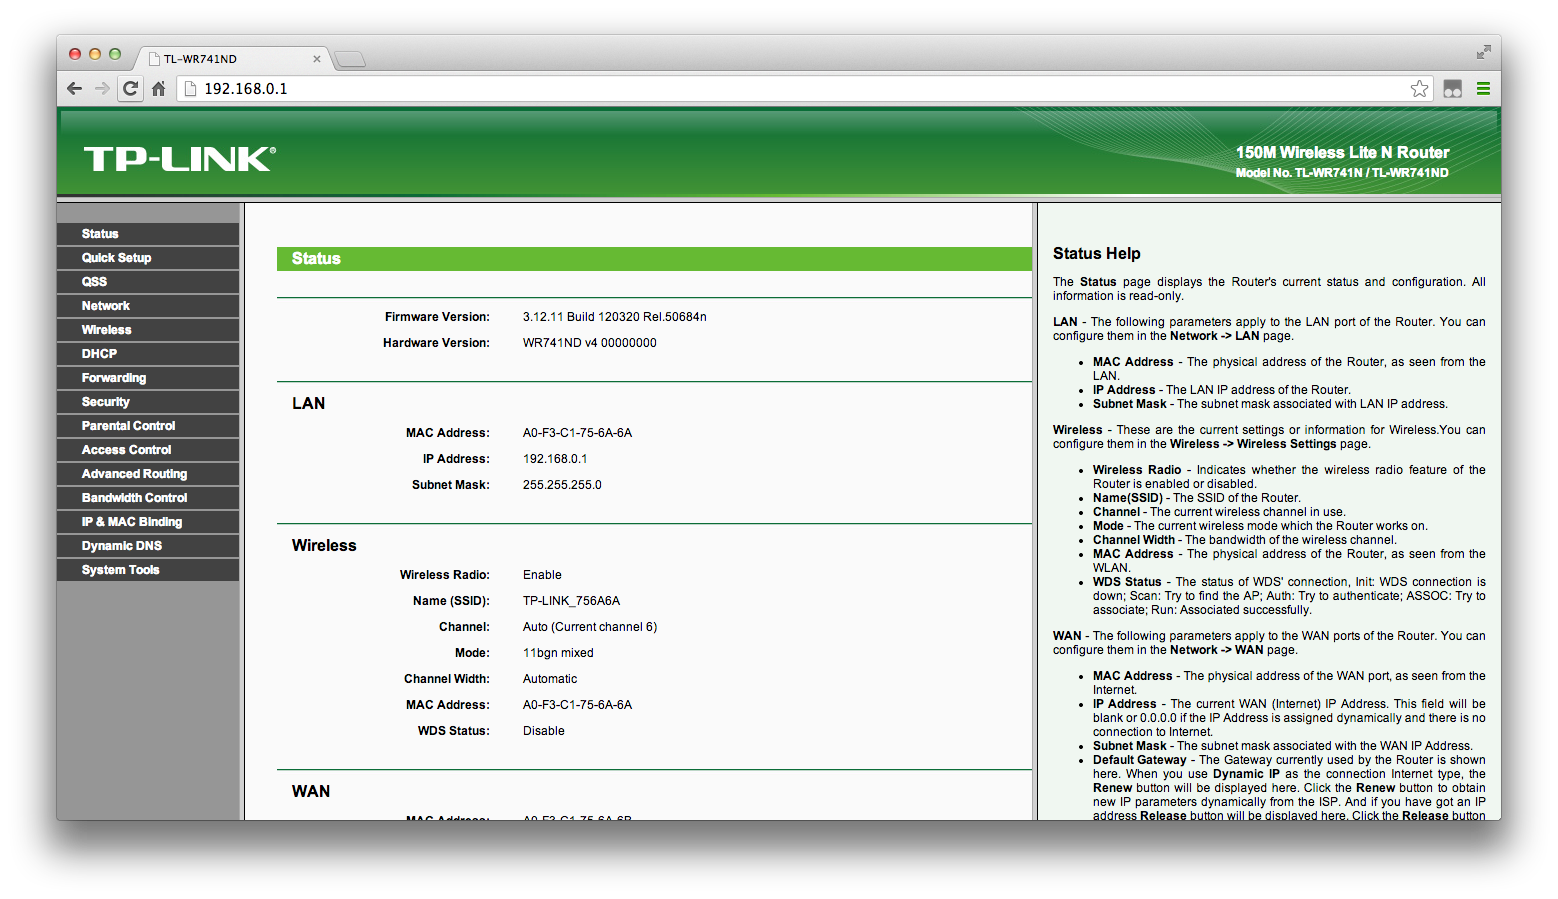 TL-WR741ND
192.168.0.1
TP-LINK®
150M Wireless Lite N Router
Model No. TL-WR741N / TL-WR741ND
Status
Quick Setup
QSS
Network
Wireless
DHCP
Forwarding
Security
Parental Control
Access Control
Advanced Routing
Bandwidth Control
IP & MAC Binding
Dynamic DNS
System Tools
Status
Firmware Version: 3.12.11 Build 120320 Rel.50684n
Hardware Version: WR741ND v4 00000000
LAN
MAC Address: A0-F3-C1-75-6A-6A
IP Address: 192.168.0.1
Subnet Mask: 255.255.255.0
Wireless
Wireless Radio: Enable
Name (SSID): TP-LINK_756A6A
Channel: Auto (Current channel 6)
Mode: 11bgn mixed
Channel Width: Automatic
MAC Address: A0-F3-C1-75-6A-6A
WDS Status: Disable
WAN
MAC Address: A0-F3-C1-75-6A-6B
Status Help
The Status page displays the Router's current status and configuration. All
information is read-only.
LAN - The following parameters apply to the LAN port of the Router. You can
configure them in the Network -> LAN page.
• MAC Address - The physical address of the Router, as seen from the
LAN.
• IP Address - The LAN IP address of the Router.
• Subnet Mask - The subnet mask associated with LAN IP address.
Wireless - These are the current settings or information for Wireless.You can
configure them in the Wireless -> Wireless Settings page.
• Wireless Radio - Indicates whether the wireless radio feature of the
Router is enabled or disabled.
• Name(SSID) - The SSID of the Router.
• Channel - The current wireless channel in use.
• Mode - The current wireless mode which the Router works on.
• Channel Width - The bandwidth of the wireless channel.
• MAC Address - The physical address of the Router, as seen from the
WLAN.
• WDS Status - The status of WDS' connection, Init: WDS connection is
down; Scan: Try to find the AP; Auth: Try to authenticate; ASSOC: Try to
associate; Run: Associated successfully.
WAN - The following parameters apply to the WAN ports of the Router. You can
configure them in the Network -> WAN page.
• MAC Address - The physical address of the WAN port, as seen from the
Internet.
• IP Address - The current WAN (Internet) IP Address. This field will be
blank or 0.0.0.0 if the IP Address is assigned dynamically and there is no
connection to Internet.
• Subnet Mask - The subnet mask associated with the WAN IP Address.
• Default Gateway - The Gateway currently used by the Router is shown
here. When you use Dynamic IP as the connection Internet type, the
Renew button will be displayed here. Click the Renew button to obtain
new IP parameters dynamically from the ISP. And if you have got an IP
address Release button will be displayed here. Click the Release button